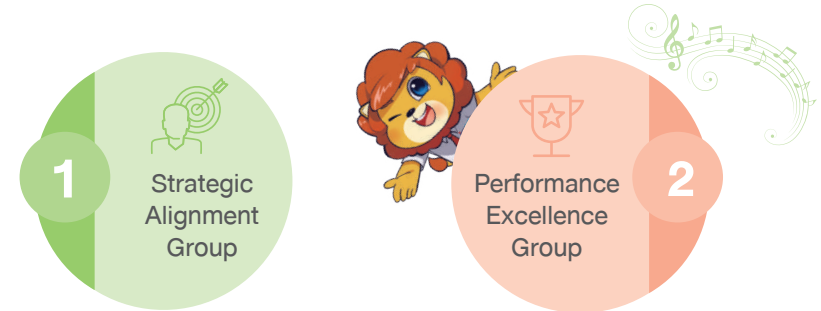 1
Strategic
Alignment
Group
Performance
Excellence
Group
2